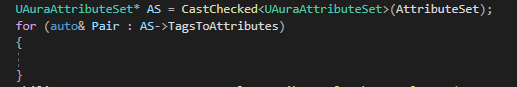 UAuraAttributeSet* AS = CastChecked<UAuraAttributeSet>(AttributeSet);
for (auto& Pair : AS->TagsToAttributes)
{
}